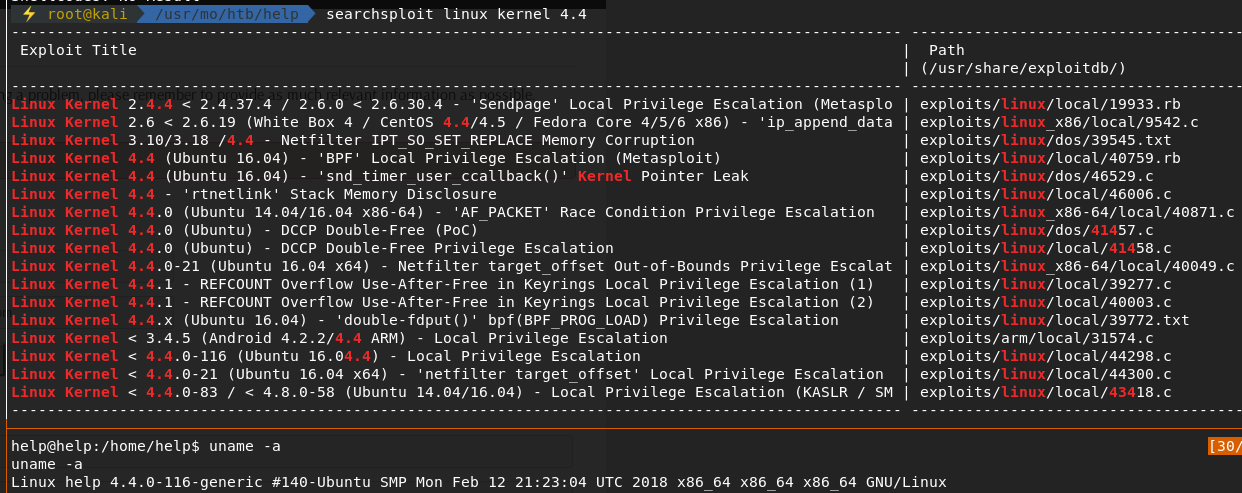 ⚡ root@kali /usr/mo/htb/help searchsploit linux kernel 4.4
Exploit Title | Path
| (/usr/share/exploitdb/)
Linux Kernel 2.4.4 < 2.4.37.4 / 2.6.0 < 2.6.30.4 - 'Sendpage' Local Privilege Escalation (Metasplo | exploits/linux/local/19933.rb
Linux Kernel 2.6 < 2.6.19 (White Box 4 / CentOS 4.4/4.5 / Fedora Core 4/5/6 x86) - 'ip_append_data | exploits/linux_x86/local/9542.c
Linux Kernel 3.10/3.18 /4.4 - Netfilter IPT_SO_SET_REPLACE Memory Corruption | exploits/linux/dos/39545.txt
Linux Kernel 4.4 (Ubuntu 16.04) - 'BPF' Local Privilege Escalation (Metasploit) | exploits/linux/local/40759.rb
Linux Kernel 4.4 (Ubuntu 16.04) - 'snd_timer_user_ccallback()' Kernel Pointer Leak | exploits/linux/dos/46529.c
Linux Kernel 4.4 - 'rtnetlink' Stack Memory Disclosure | exploits/linux/local/46006.c
Linux Kernel 4.4.0 (Ubuntu 14.04/16.04 x86-64) - 'AF_PACKET' Race Condition Privilege Escalation | exploits/linux_x86-64/local/40871.c
Linux Kernel 4.4.0 (Ubuntu) - DCCP Double-Free (PoC) | exploits/linux/dos/41457.c
Linux Kernel 4.4.0 (Ubuntu) - DCCP Double-Free Privilege Escalation | exploits/linux/local/41458.c
Linux Kernel 4.4.0-21 (Ubuntu 16.04 x64) - Netfilter target_offset Out-of-Bounds Privilege Escalat | exploits/linux_x86-64/local/40049.c
Linux Kernel 4.4.1 - REFCOUNT Overflow Use-After-Free in Keyrings Local Privilege Escalation (1) | exploits/linux/local/39277.c
Linux Kernel 4.4.1 - REFCOUNT Overflow Use-After-Free in Keyrings Local Privilege Escalation (2) | exploits/linux/local/40003.c
Linux Kernel 4.4.x (Ubuntu 16.04) - 'double-fdput()' bpf(BPF_PROG_LOAD) Privilege Escalation | exploits/linux/local/39772.txt
Linux Kernel < 3.4.5 (Android 4.2.2/4.4 ARM) - Local Privilege Escalation | exploits/arm/local/31574.c
Linux Kernel < 4.4.0-116 (Ubuntu 16.04.4) - Local Privilege Escalation | exploits/linux/local/44298.c
Linux Kernel < 4.4.0-21 (Ubuntu 16.04 x64) - 'netfilter target_offset' Local Privilege Escalation | exploits/linux/local/44300.c
Linux Kernel < 4.4.0-83 / < 4.8.0-58 (Ubuntu 14.04/16.04) - Local Privilege Escalation (KASLR / SM | exploits/linux/local/43418.c
help@help:/home/help$ uname -a [30/
uname -a
Linux help 4.4.0-116-generic #140-Ubuntu SMP Mon Feb 12 21:23:04 UTC 2018 x86_64 x86_64 x86_64 GNU/Linux